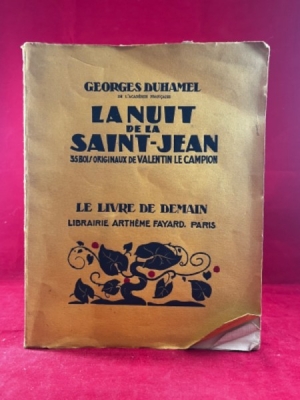 GEORGES DUHAMEL
DE L'ACADÉMIE FRANÇAISE
LA NUIT
DE LA
SAINT-JEAN
35 BOIS ORIGINAUX DE VALENTIN LE CAMPION
LE LIVRE DE DEMAIN
LIBRAIRIE ARTHÈME FAYARD. PARIS